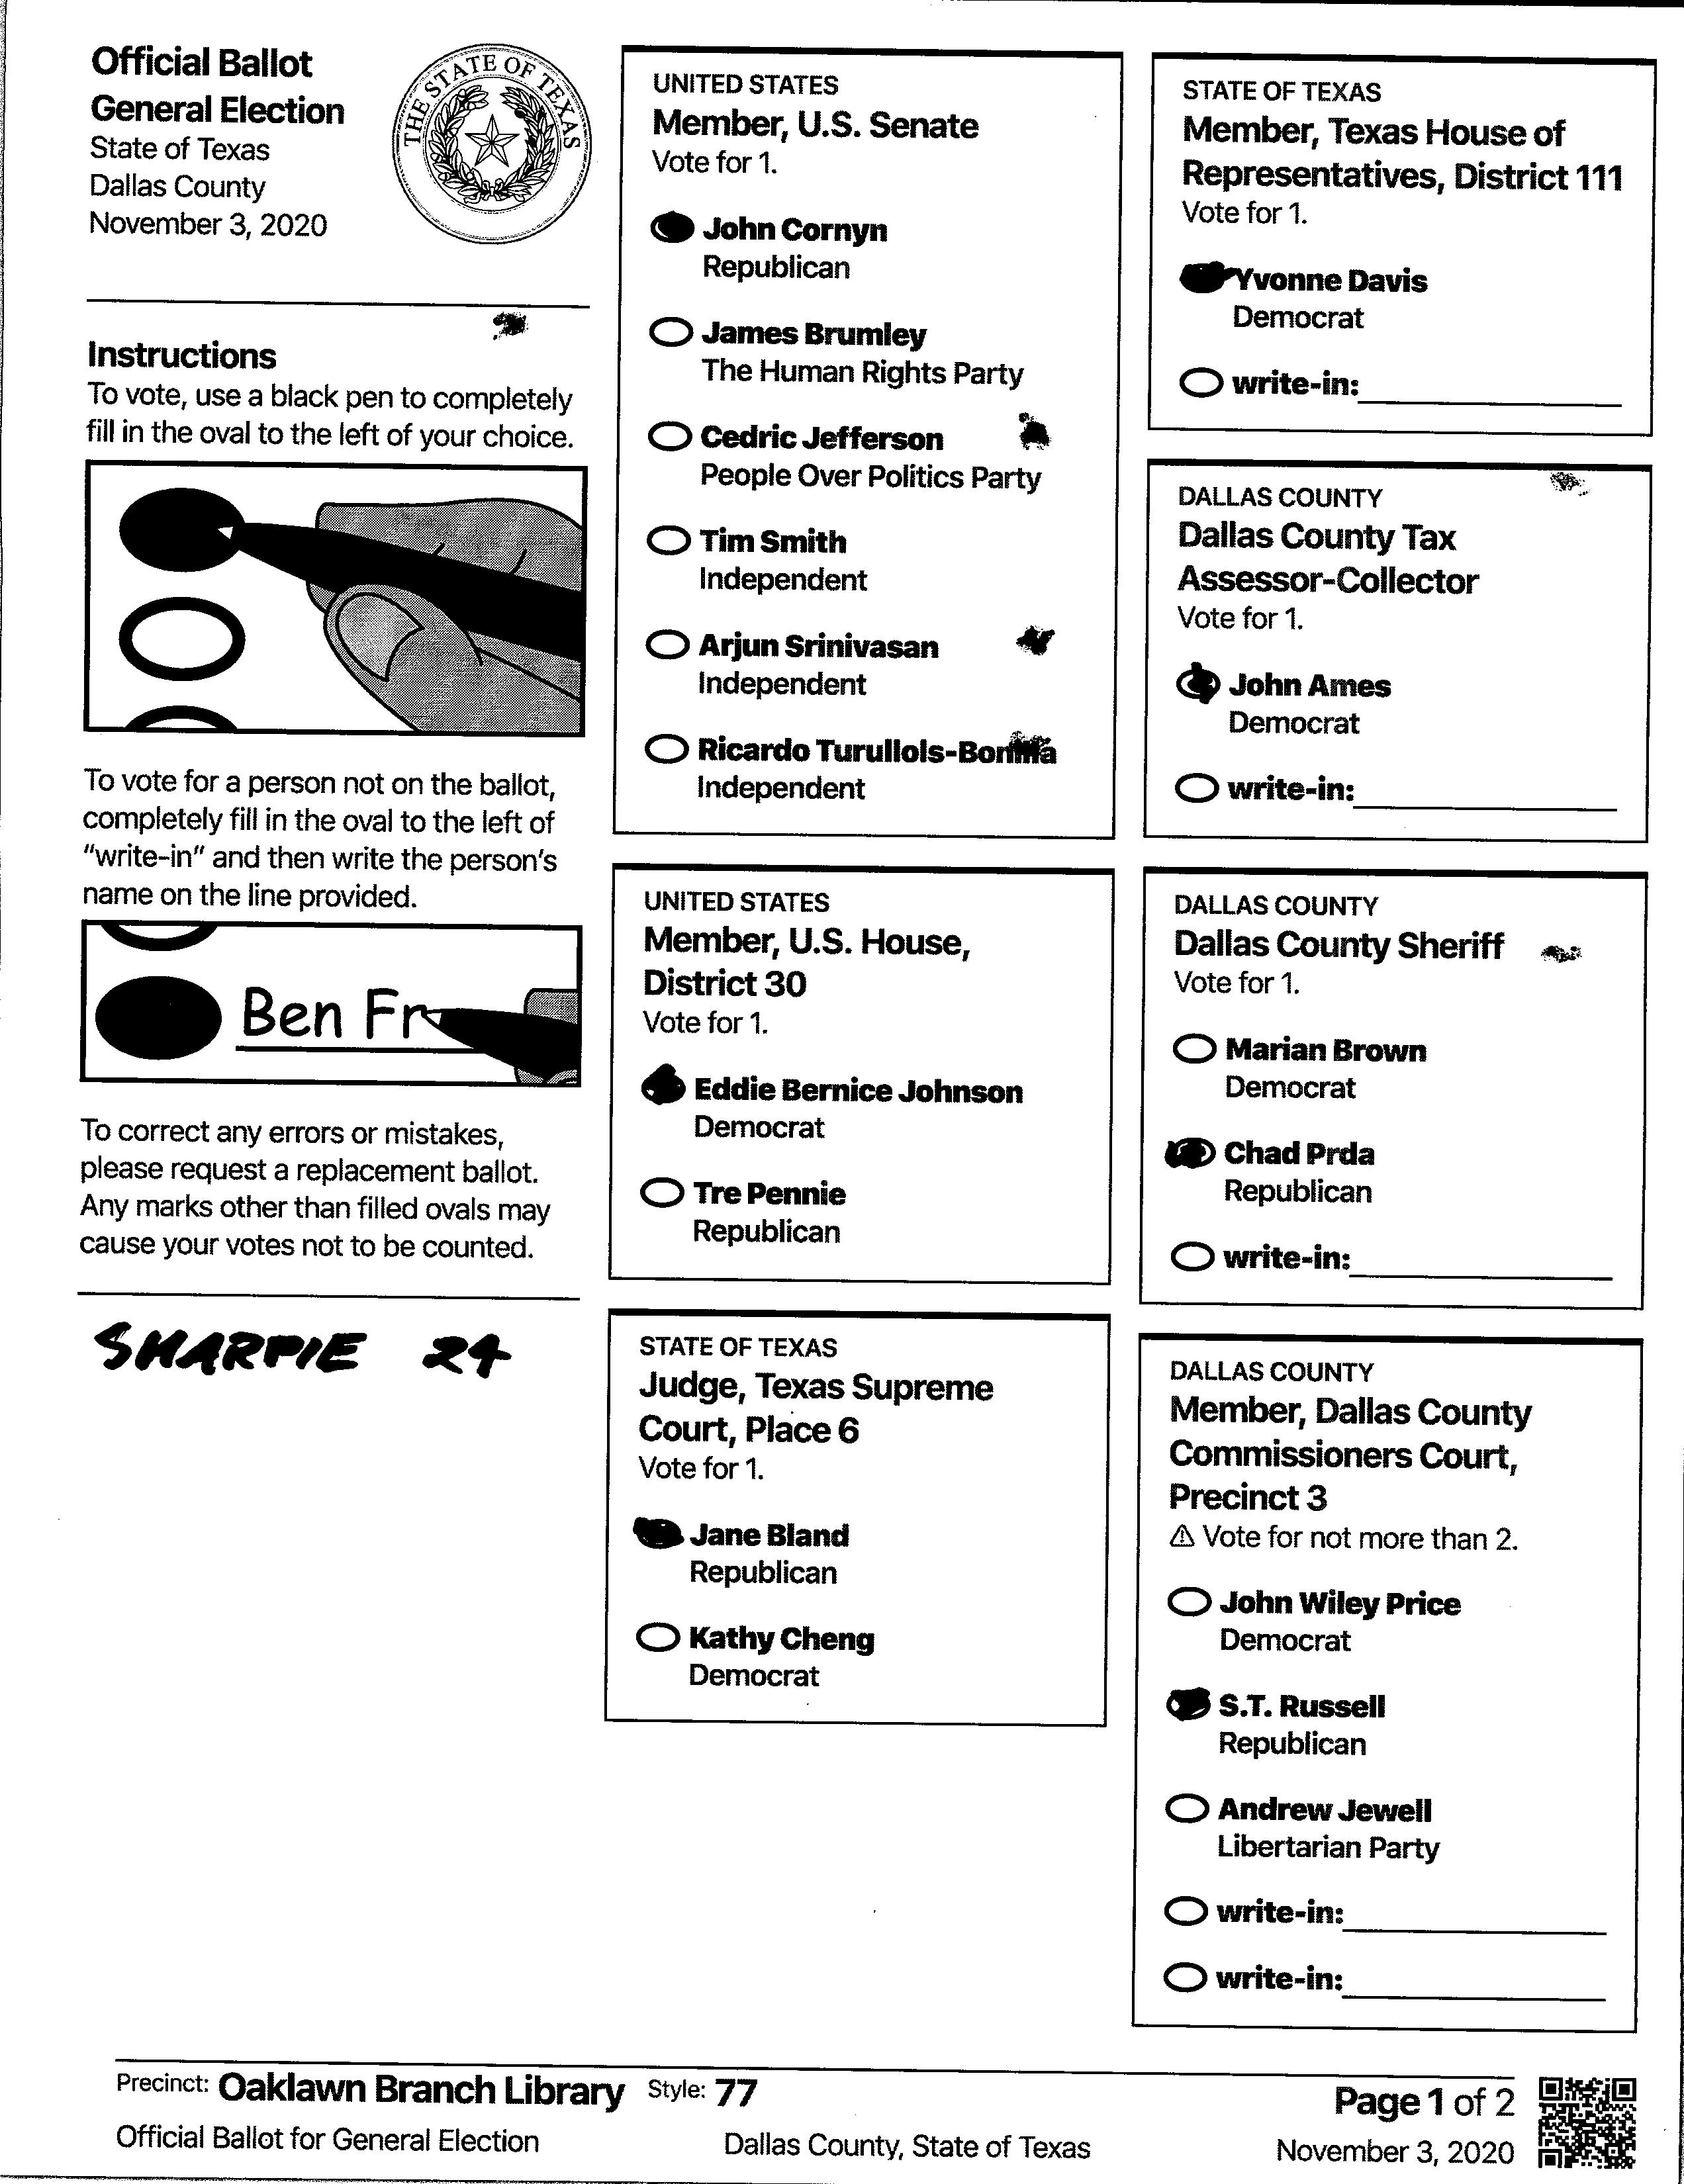 Official Ballot
General Election
State of Texas
Dallas County
November 3, 2020
THE STATE OF TEXAS
Instructions
To vote, use a black pen to completely
fill in the oval to the left of your choice.
To vote for a person not on the ballot,
completely fill in the oval to the left of
"write-in" and then write the person's
name on the line provided.
Ben Fr
To correct any errors or mistakes,
please request a replacement ballot.
Any marks other than filled ovals may
cause your votes not to be counted.
SHARPIE 24
UNITED STATES
Member, U.S. Senate
Vote for 1.
John Cornyn
Republican
James Brumley
The Human Rights Party
Cedric Jefferson
People Over Politics Party
Tim Smith
Independent
Arjun Srinivasan
Independent
Ricardo Turullols-Bonilla
Independent
UNITED STATES
Member, U.S. House,
District 30
Vote for 1.
Eddie Bernice Johnson
Democrat
Tre Pennie
Republican
STATE OF TEXAS
Judge, Texas Supreme
Court, Place 6
Vote for 1.
Jane Bland
Republican
Kathy Cheng
Democrat
STATE OF TEXAS
Member, Texas House of
Representatives, District 111
Vote for 1.
Yvonne Davis
Democrat
write-in:
DALLAS COUNTY
Dallas County Tax
Assessor-Collector
Vote for 1.
John Ames
Democrat
write-in:
DALLAS COUNTY
Dallas County Sheriff
Vote for 1.
Marian Brown
Democrat
Chad Prda
Republican
write-in:
DALLAS COUNTY
Member, Dallas County
Commissioners Court,
Precinct 3
⚠ Vote for not more than 2.
John Wiley Price
Democrat
S.T. Russell
Republican
Andrew Jewell
Libertarian Party
write-in:
write-in:
Precinct: Oaklawn Branch Library Style: 77
Page 1 of 2
Official Ballot for General Election
Dallas County, State of Texas
November 3, 2020